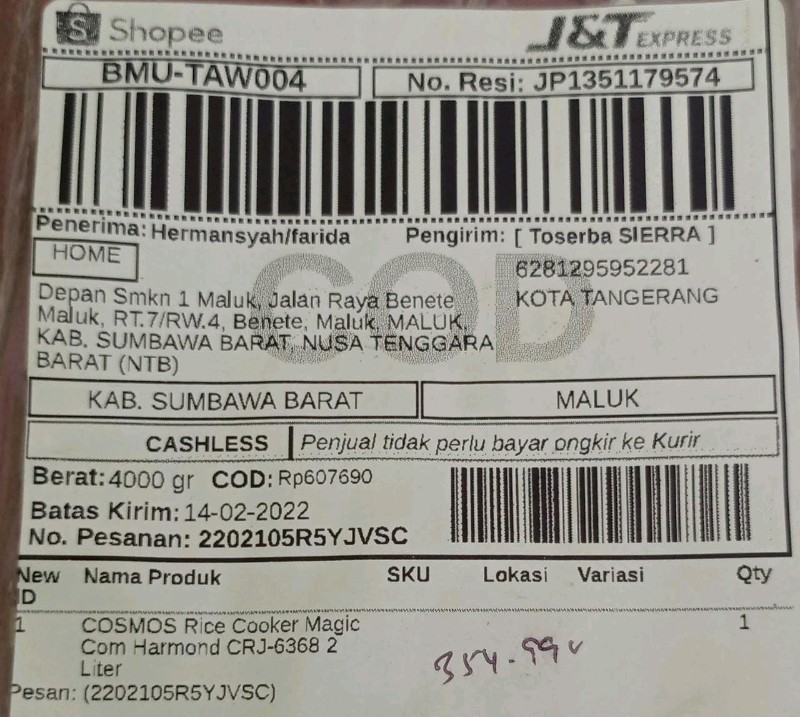 Shopee
J&T EXPRESS
BMU-TAW004
No. Resi: JP1351179574
Penerima: Hermansyah/farida
Pengirim: [ Toserba SIERRA ]
HOME
6281295952281
KOTA TANGERANG
COD
Depan Smkn 1 Maluk, Jalan Raya Benete
Maluk, RT.7/RW.4, Benete, Maluk, MALUK,
KAB. SUMBAWA BARAT, NUSA TENGGARA
BARAT (NTB)
KAB. SUMBAWA BARAT
MALUK
CASHLESS
Penjual tidak perlu bayar ongkir ke Kurir
Berat: 4000 gr COD: Rp607690
Batas Kirim: 14-02-2022
No. Pesanan: 2202105R5YJVSC
New ID Nama Produk SKU Lokasi Variasi Qty
1 COSMOS Rice Cooker Magic 1
Com Harmond CRJ-6368 2
Liter
Pesan: (2202105R5YJVSC)